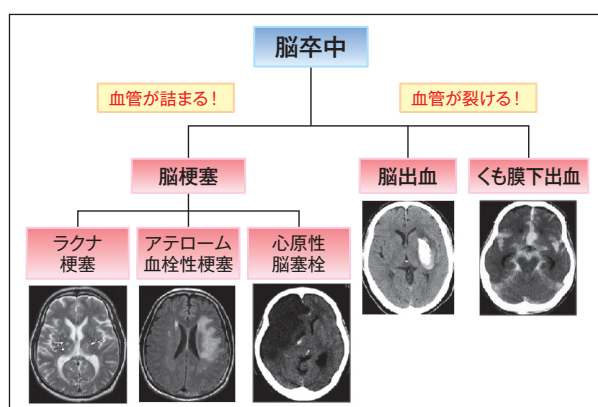 脳卒中
血管が詰まる！
血管が裂ける！
脳梗塞
脳出血
くも膜下出血
ラクナ
梗塞
アテローム
血栓性梗塞
心原性
脳塞栓